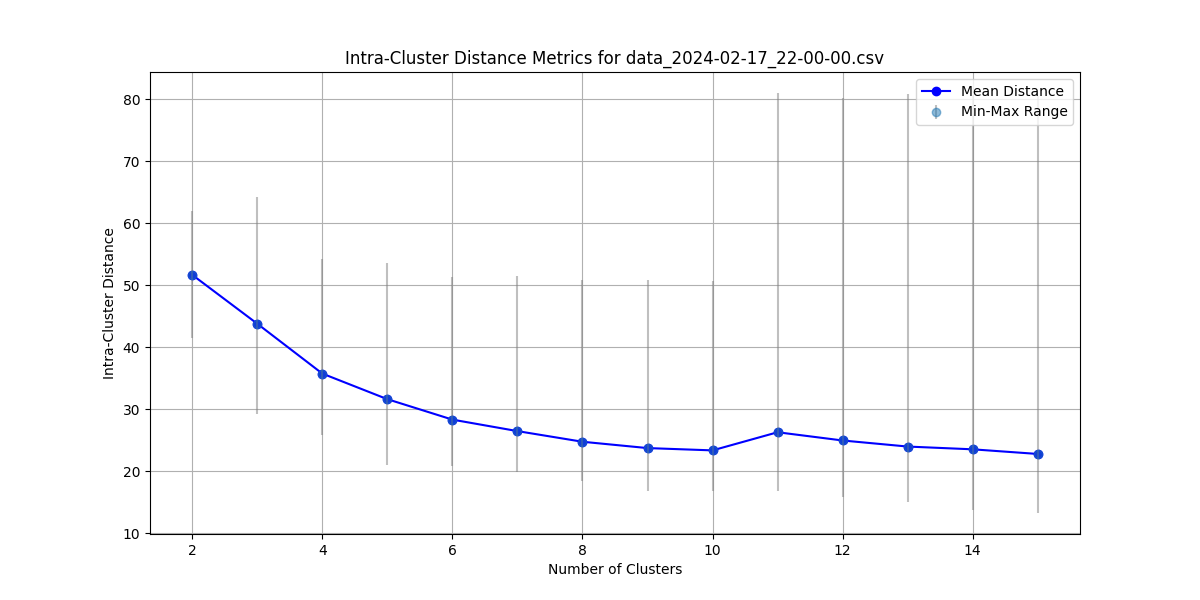 Intra-Cluster Distance Metrics for data_2024-02-17_22-00-00.csv
Mean Distance
Min-Max Range
80
70
60
50
40
30
20
10
Intra-Cluster Distance
2 4 6 8 10 12 14
Number of Clusters